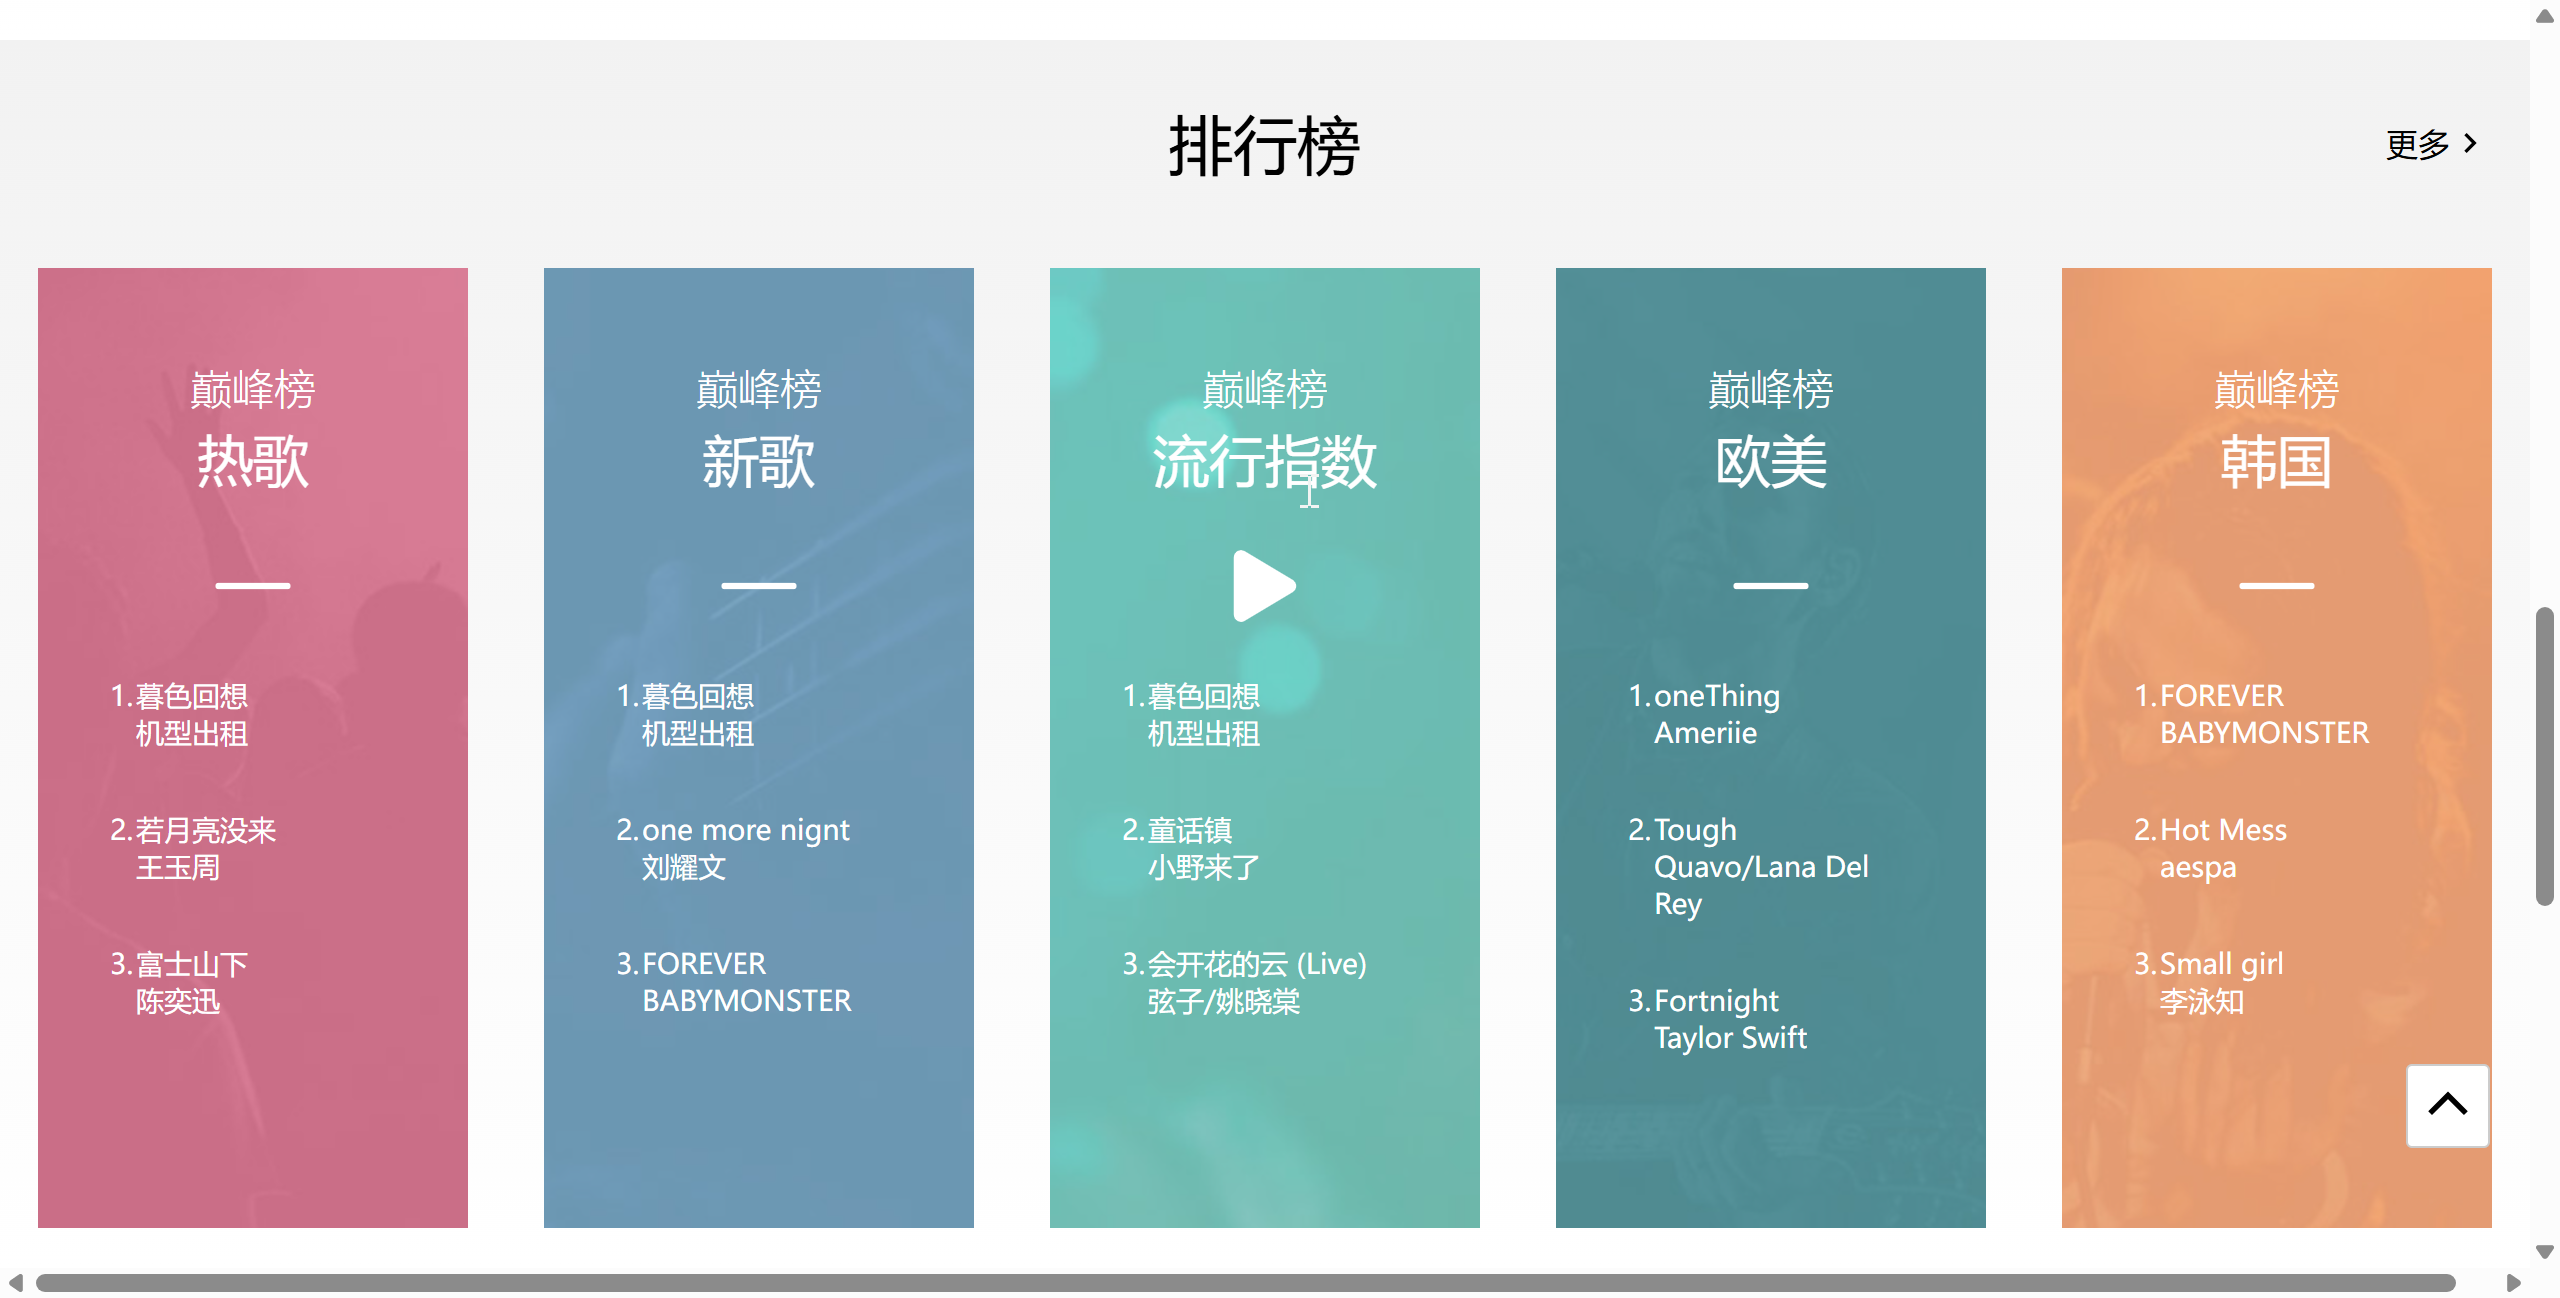 排行榜
更多
巅峰榜
热歌
1.暮色回想
机型出租
2.若月亮没来
王玉周
3.富士山下
陈奕迅
巅峰榜
新歌
1.暮色回想
机型出租
2.one more nignt
刘耀文
3.FOREVER
BABYMONSTER
巅峰榜
流行指数
1.暮色回想
机型出租
2.童话镇
小野来了
3.会开花的云 (Live)
弦子/姚晓棠
巅峰榜
欧美
1.oneThing
Ameriie
2.Tough
Quavo/Lana Del
Rey
3.Fortnight
Taylor Swift
巅峰榜
韩国
1.FOREVER
BABYMONSTER
2.Hot Mess
aespa
3.Small girl
李泳知